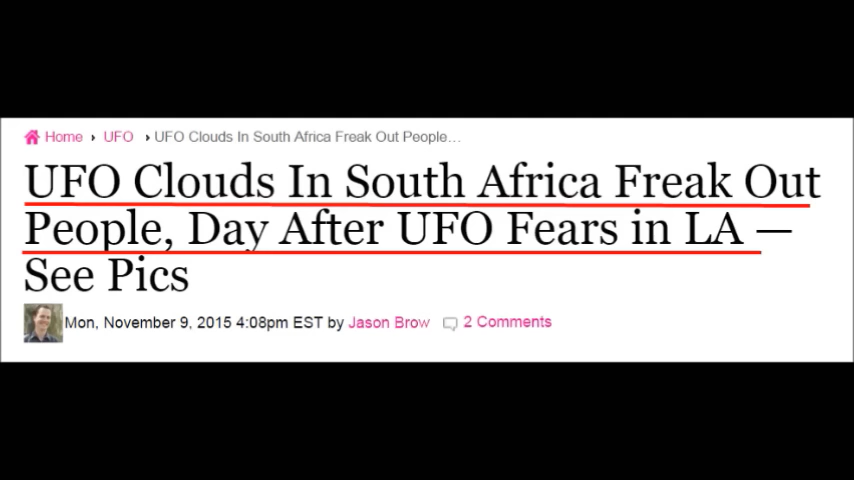 Home › UFO › UFO Clouds In South Africa Freak Out People...
UFO Clouds In South Africa Freak Out
People, Day After UFO Fears in LA —
See Pics
Mon, November 9, 2015 4:08pm EST by Jason Brow 2 Comments